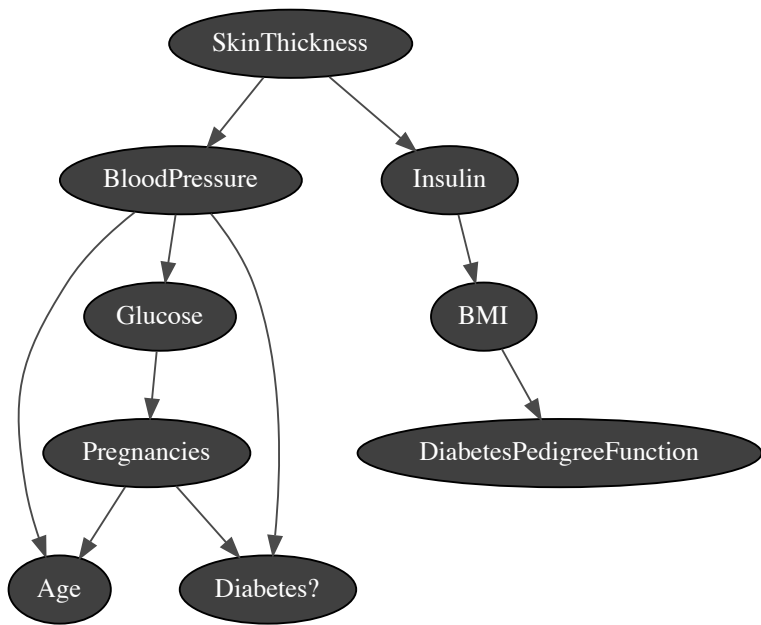 SkinThickness
BloodPressure
Insulin
Glucose
BMI
Pregnancies
DiabetesPedigreeFunction
Age
Diabetes?